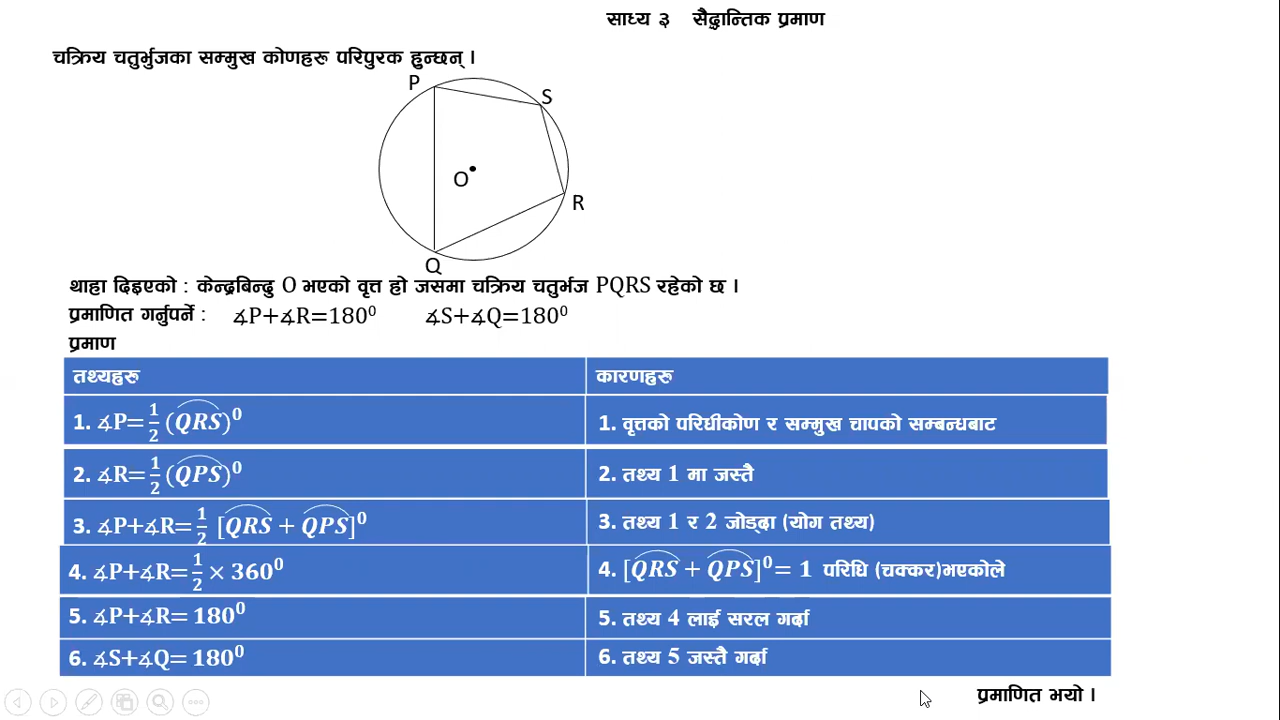 साध्य ३ सैद्धान्तिक प्रमाण
चक्रिय चतुर्भुजका सम्मुख कोणहरू परिपुरक हुन्छन् ।
P
S
O
R
Q
थाहा दिइएको : केन्द्रबिन्दु O भएको वृत्त हो जसमा चक्रिय चतुर्भज PQRS रहेको छ ।
प्रमाणित गर्नुपर्ने : ∡P+∡R=180⁰ ∡S+∡Q=180⁰
प्रमाण
तथ्यहरू कारणहरू
1. ∡P=1/2 (QRS)⁰ 1. वृत्तको परिधीकोण र सम्मुख चापको सम्बन्धबाट
2. ∡R=1/2 (QPS)⁰ 2. तथ्य 1 मा जस्तै
3. ∡P+∡R=1/2 [QRS + QPS]⁰ 3. तथ्य 1 र 2 जोड्दा (योग तथ्य)
4. ∡P+∡R=1/2 × 360⁰ 4. [QRS + QPS]⁰= 1 परिधि (चक्कर)भएकोले
5. ∡P+∡R= 180⁰ 5. तथ्य 4 लाई सरल गर्दा
6. ∡S+∡Q= 180⁰ 6. तथ्य 5 जस्तै गर्दा
प्रमाणित भयो ।